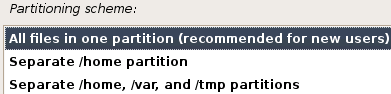 Partitioning scheme:
All files in one partition (recommended for new users)
Separate /home partition
Separate /home, /var, and /tmp partitions